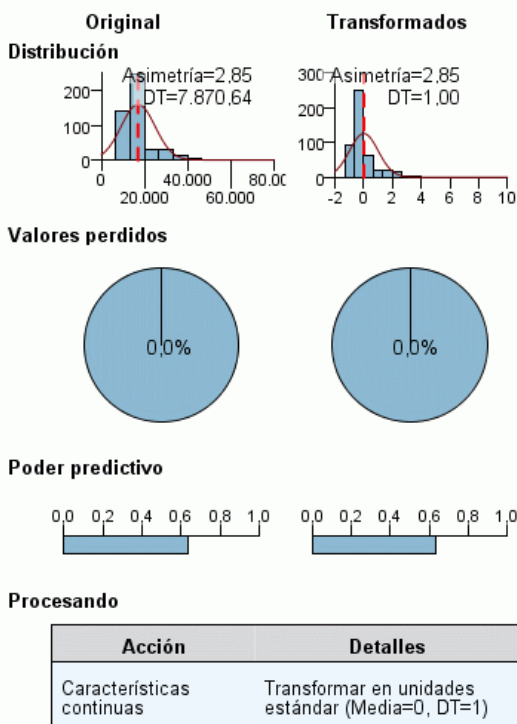 Original Transformados
Distribución
Asimetría=2,85
DT=7.870,64
200
100
0
0 40.000 80.00
20.000 60.000
Asimetría=2,85
DT=1,00
300
200
100
0
-2 0 2 4 6 8 10
Valores perdidos
0,0% 0,0%
Poder predictivo
0,0 0,2 0,4 0,6 0,8 1,0 0,0 0,2 0,4 0,6 0,8 1,0
Procesando
Acción Detalles
Características Transformar en unidades
continuas estándar (Media=0, DT=1)